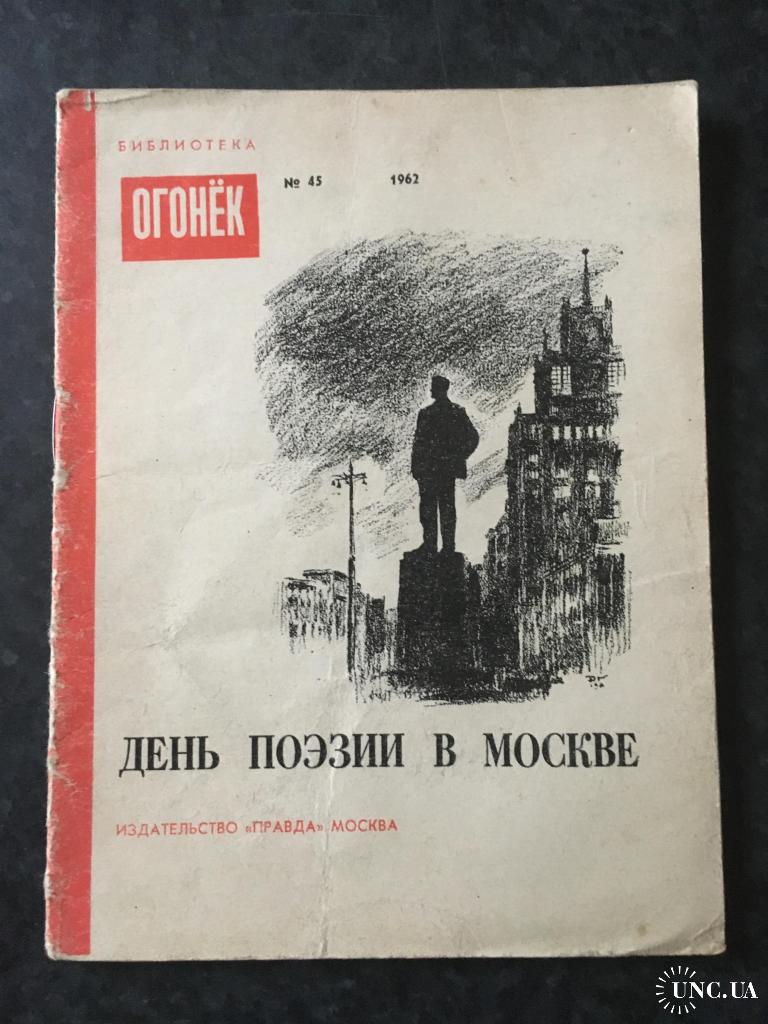 БИБЛИОТЕКА
ОГОНЁК
№ 45 1962
ДЕНЬ ПОЭЗИИ В МОСКВЕ
ИЗДАТЕЛЬСТВО «ПРАВДА» МОСКВА
UNC.UA